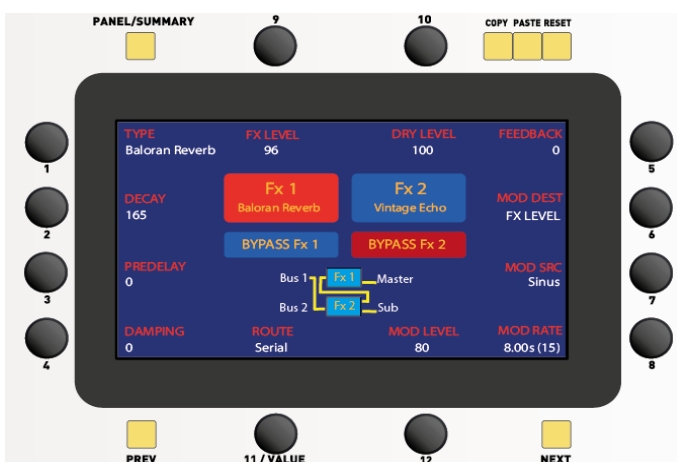 PANEL/SUMMARY
9
10
COPY PASTE RESET
TYPE
Baloran Reverb
FX LEVEL
96
DRY LEVEL
100
FEEDBACK
0
1
5
DECAY
165
Fx 1
Baloran Reverb
Fx 2
Vintage Echo
MOD DEST
FX LEVEL
2
6
BYPASS Fx 1
BYPASS Fx 2
PREDELAY
0
Bus 1
Fx 1
Master
MOD SRC
Sinus
3
7
Bus 2
Fx 2
Sub
DAMPING
0
ROUTE
Serial
MOD LEVEL
80
MOD RATE
8.00s (15)
4
8
PREV
11 / VALUE
12
NEXT